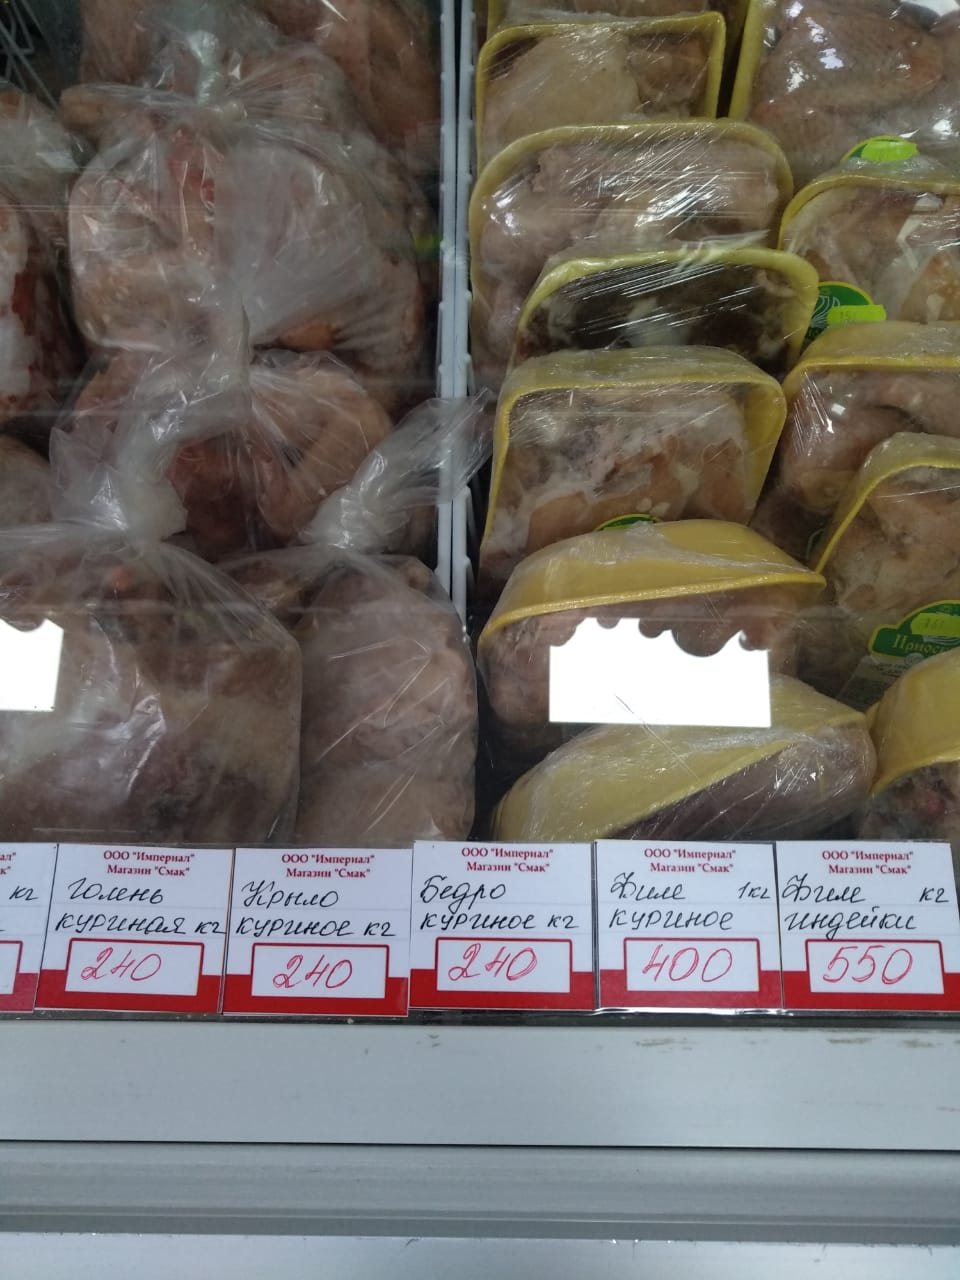 кг
ООО "Империал"
Магазин "Смак"
Голень
куриная кг
240
ООО "Империал"
Магазин "Смак"
Крыло
куриное кг
240
ООО "Империал"
Магазин "Смак"
Бедро
куриное кг
240
ООО "Империал"
Магазин "Смак"
Филе 1кг
куриное
400
ООО "Империал"
Магазин "Смак"
Филе кг
индейки
550